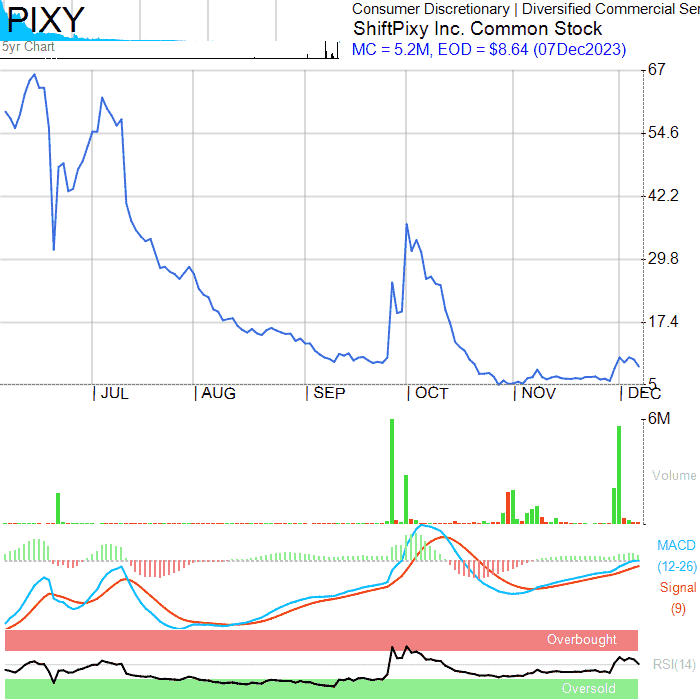 PIXY
5yr Chart
Consumer Discretionary | Diversified Commercial Ser
ShiftPixy Inc. Common Stock
MC = 5.2M, EOD = $8.64 (07Dec2023)
67
54.6
42.2
29.8
17.4
5
JUL AUG SEP OCT NOV DEC
6M
Volume
MACD
(12-26)
Signal
(9)
Overbought
RSI(14)
Oversold